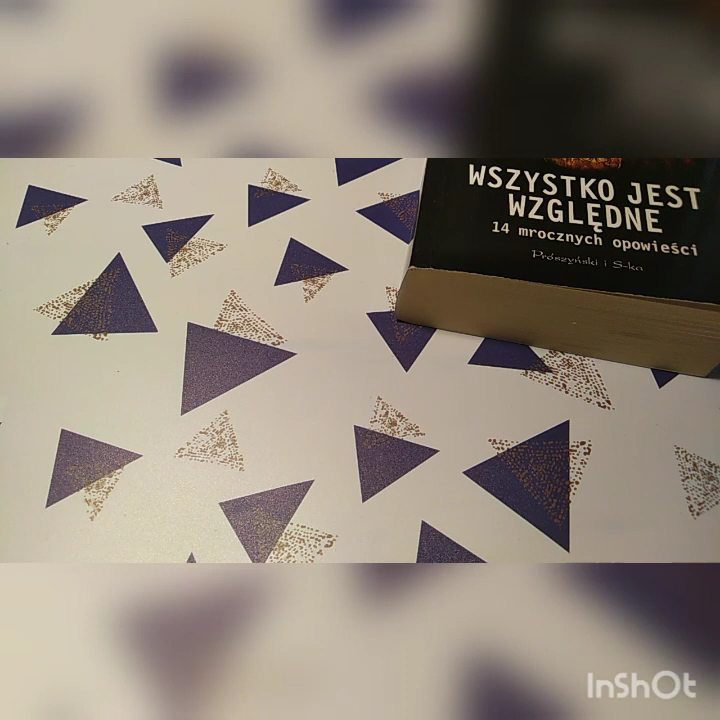 WSZYSTKO JEST
WZGLĘDNE
14 mrocznych opowieści
Prószyński i S-ka
InShOt